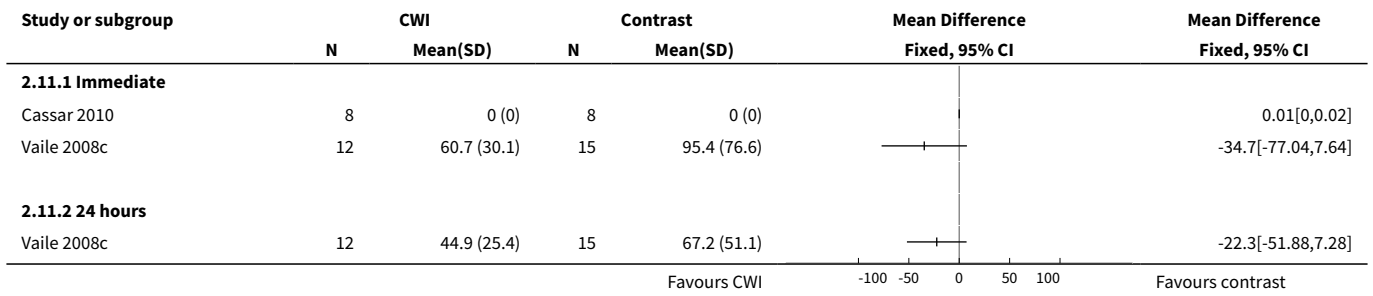 Study or subgroup CWI Contrast Mean Difference Mean Difference
N Mean(SD) N Mean(SD) Fixed, 95% CI Fixed, 95% CI
2.11.1 Immediate
Cassar 2010 8 0 (0) 8 0 (0) 0.01[0,0.02]
Vaile 2008c 12 60.7 (30.1) 15 95.4 (76.6) -34.7[-77.04,7.64]
2.11.2 24 hours
Vaile 2008c 12 44.9 (25.4) 15 67.2 (51.1) -22.3[-51.88,7.28]
Favours CWI -100 -50 0 50 100 Favours contrast